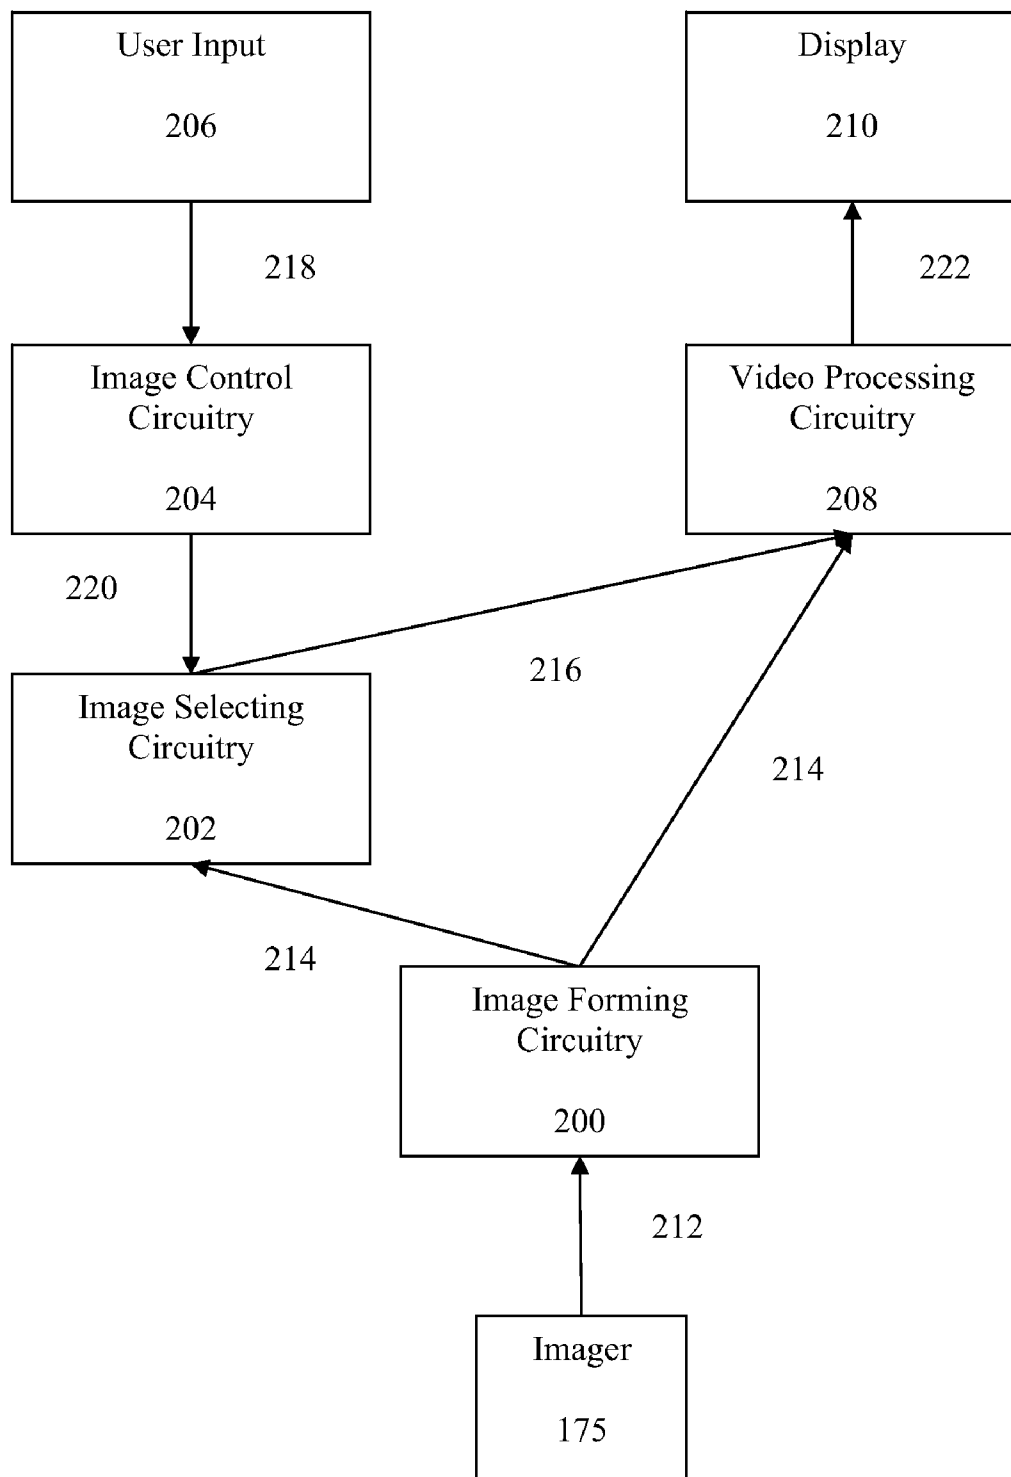 User Input
206
Display
210
218
222
Image Control
Circuitry
204
Video Processing
Circuitry
208
220
216
Image Selecting
Circuitry
202
214
214
Image Forming
Circuitry
200
212
Imager
175